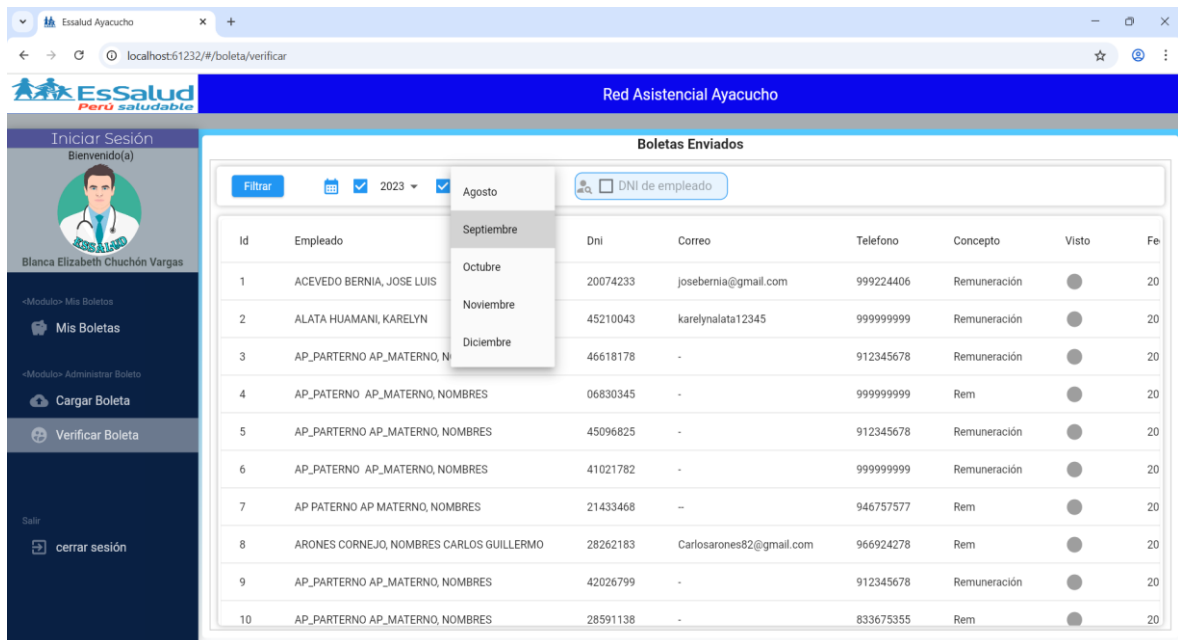 Essalud Ayacucho
localhost:61232/#/boleta/verificar
EsSalud
Perú saludable
Red Asistencial Ayacucho
Iniciar Sesión
Bienvenido(a)
ESSALUD
Blanca Elizabeth Chuchón Vargas
<Modulo> Mis Boletos
Mis Boletas
<Modulo> Administrar Boleto
Cargar Boleta
Verificar Boleta
Salir
cerrar sesión
Boletas Enviados
Filtrar 2023 DNI de empleado
Agosto
Septiembre
Octubre
Noviembre
Diciembre
Id Empleado Dni Correo Telefono Concepto Visto Fe
1 ACEVEDO BERNIA, JOSE LUIS 20074233 josebernia@gmail.com 999224406 Remuneración 20
2 ALATA HUAMANI, KARELYN 45210043 karelynalata12345 999999999 Remuneración 20
3 AP_PARTERNO AP_MATERNO, N 46618178 - 912345678 Remuneración 20
4 AP_PATERNO AP_MATERNO, NOMBRES 06830345 - 999999999 Rem 20
5 AP_PARTERNO AP_MATERNO, NOMBRES 45096825 - 912345678 Remuneración 20
6 AP_PATERNO AP_MATERNO, NOMBRES 41021782 - 999999999 Remuneración 20
7 AP PATERNO AP MATERNO, NOMBRES 21433468 -- 946757577 Rem 20
8 ARONES CORNEJO, NOMBRES CARLOS GUILLERMO 28262183 Carlosarones82@gmail.com 966924278 Rem 20
9 AP_PARTERNO AP_MATERNO, NOMBRES 42026799 - 912345678 Remuneración 20
10 AP_PARTERNO AP_MATERNO, NOMBRES 28591138 - 833675355 Rem 20